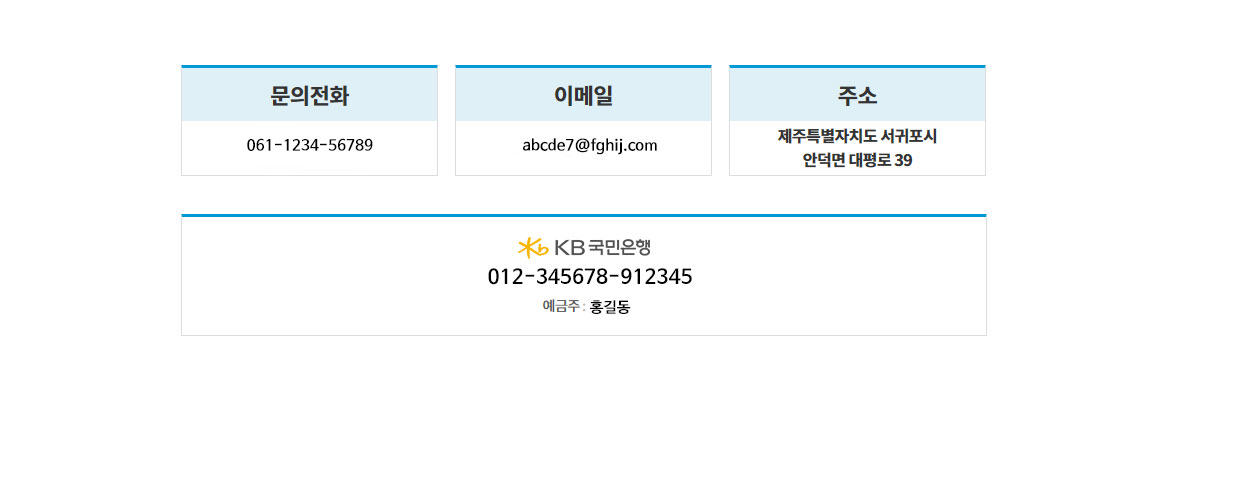 문의전화
061-1234-56789
이메일
abcde7@fghij.com
주소
제주특별자치도 서귀포시
안덕면 대평로 39
KB 국민은행
012-345678-912345
예금주 : 홍길동